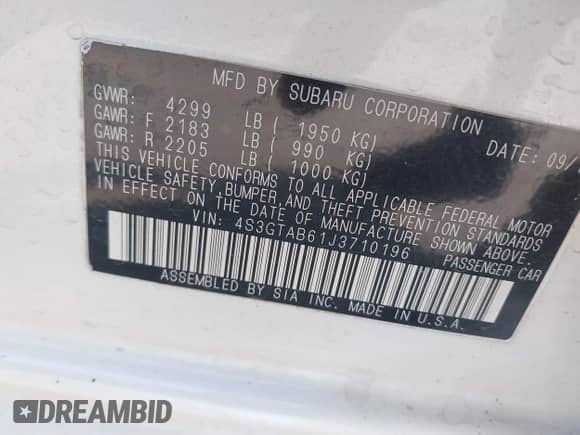 MFD BY SUBARU CORPORATION
GVWR: 4299 LB ( 1950 KG) DATE: 09/
GAWR: F 2183 LB ( 990 KG)
GAWR: R 2205 LB ( 1000 KG)
THIS VEHICLE CONFORMS TO ALL APPLICABLE FEDERAL MOTOR
VEHICLE SAFETY, BUMPER, AND THEFT PREVENTION STANDARDS
IN EFFECT ON THE DATE OF MANUFACTURE SHOWN ABOVE.
VIN: 4S3GTAB61J3710196 PASSENGER CAR
ASSEMBLED BY SIA INC. MADE IN U.S.A.
DREAMBID